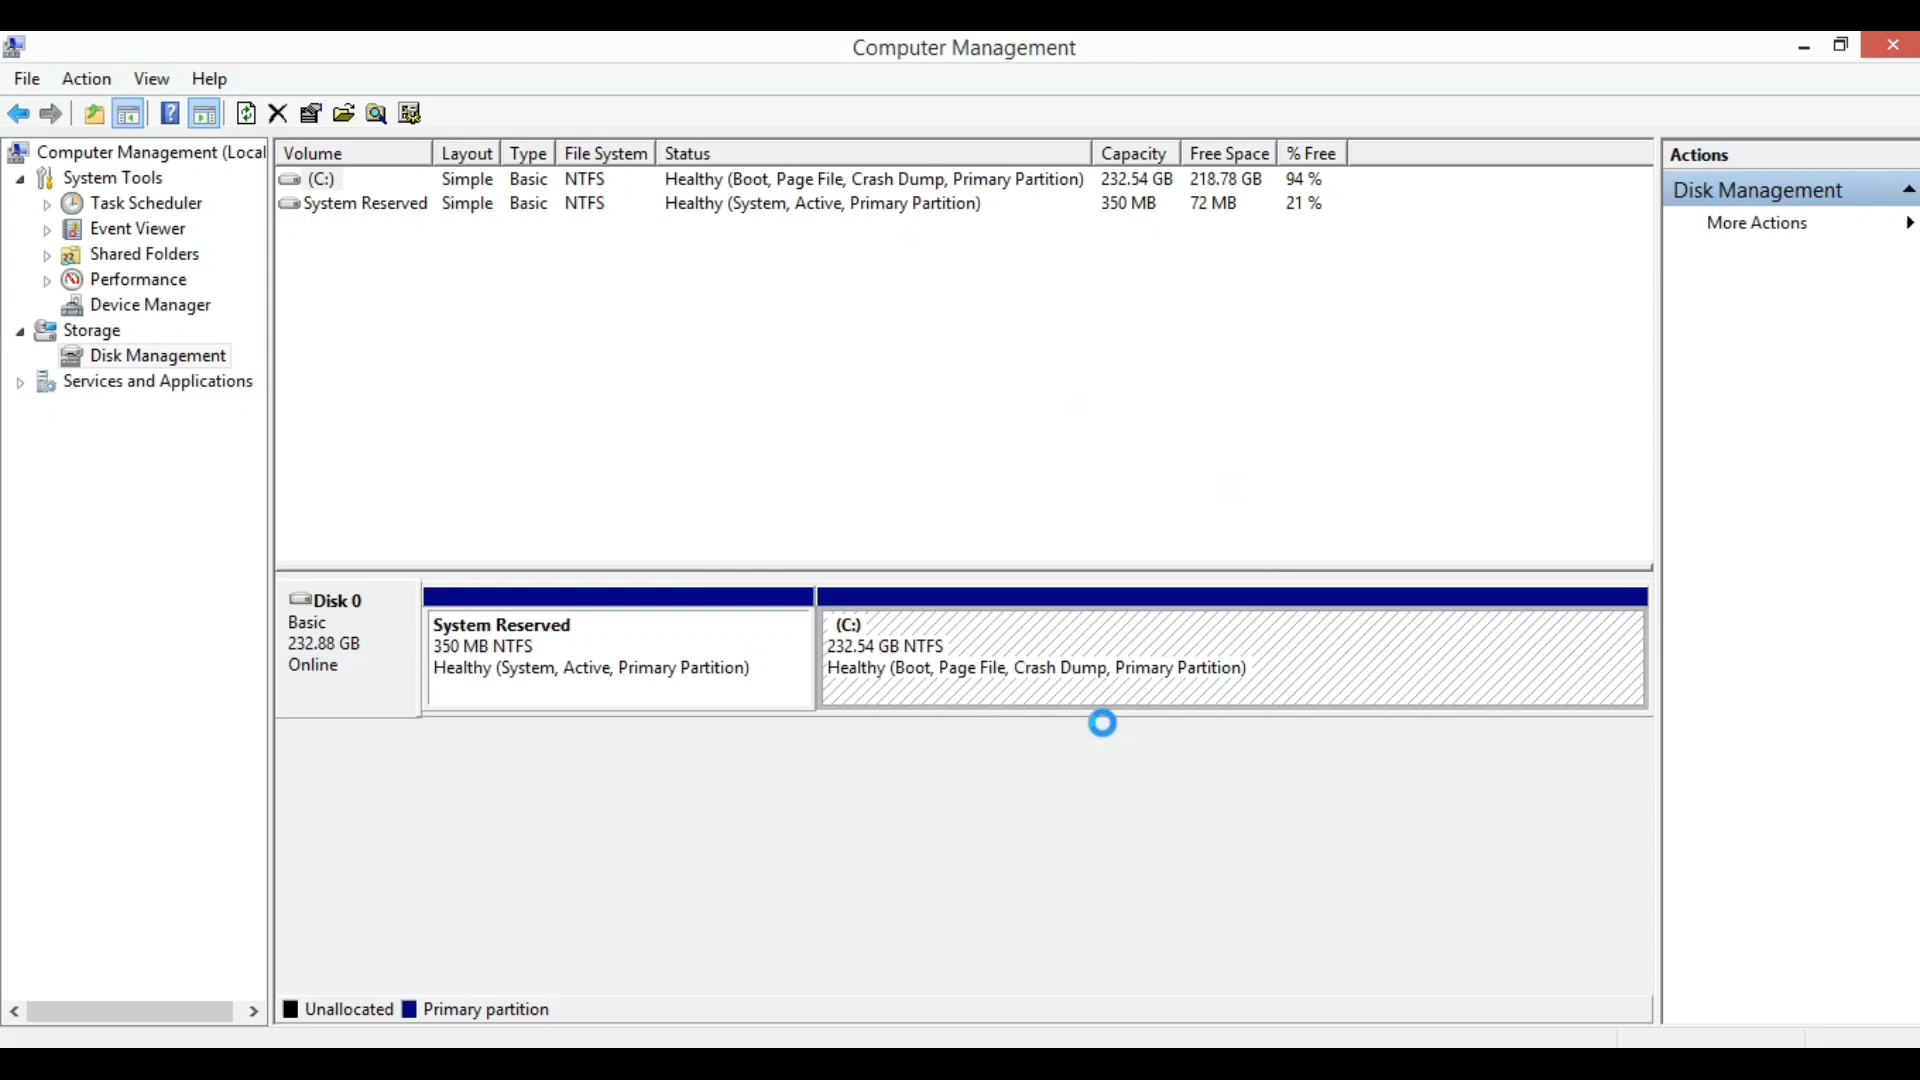 Computer Management
File Action View Help
Computer Management (Local
System Tools
Task Scheduler
Event Viewer
Shared Folders
Performance
Device Manager
Storage
Disk Management
Services and Applications
Volume Layout Type File System Status Capacity Free Space % Free
(C:) Simple Basic NTFS Healthy (Boot, Page File, Crash Dump, Primary Partition) 232.54 GB 218.78 GB 94 %
System Reserved Simple Basic NTFS Healthy (System, Active, Primary Partition) 350 MB 72 MB 21 %
Disk 0
Basic
232.88 GB
Online
System Reserved
350 MB NTFS
Healthy (System, Active, Primary Partition)
(C:)
232.54 GB NTFS
Healthy (Boot, Page File, Crash Dump, Primary Partition)
Unallocated Primary partition
Actions
Disk Management
More Actions